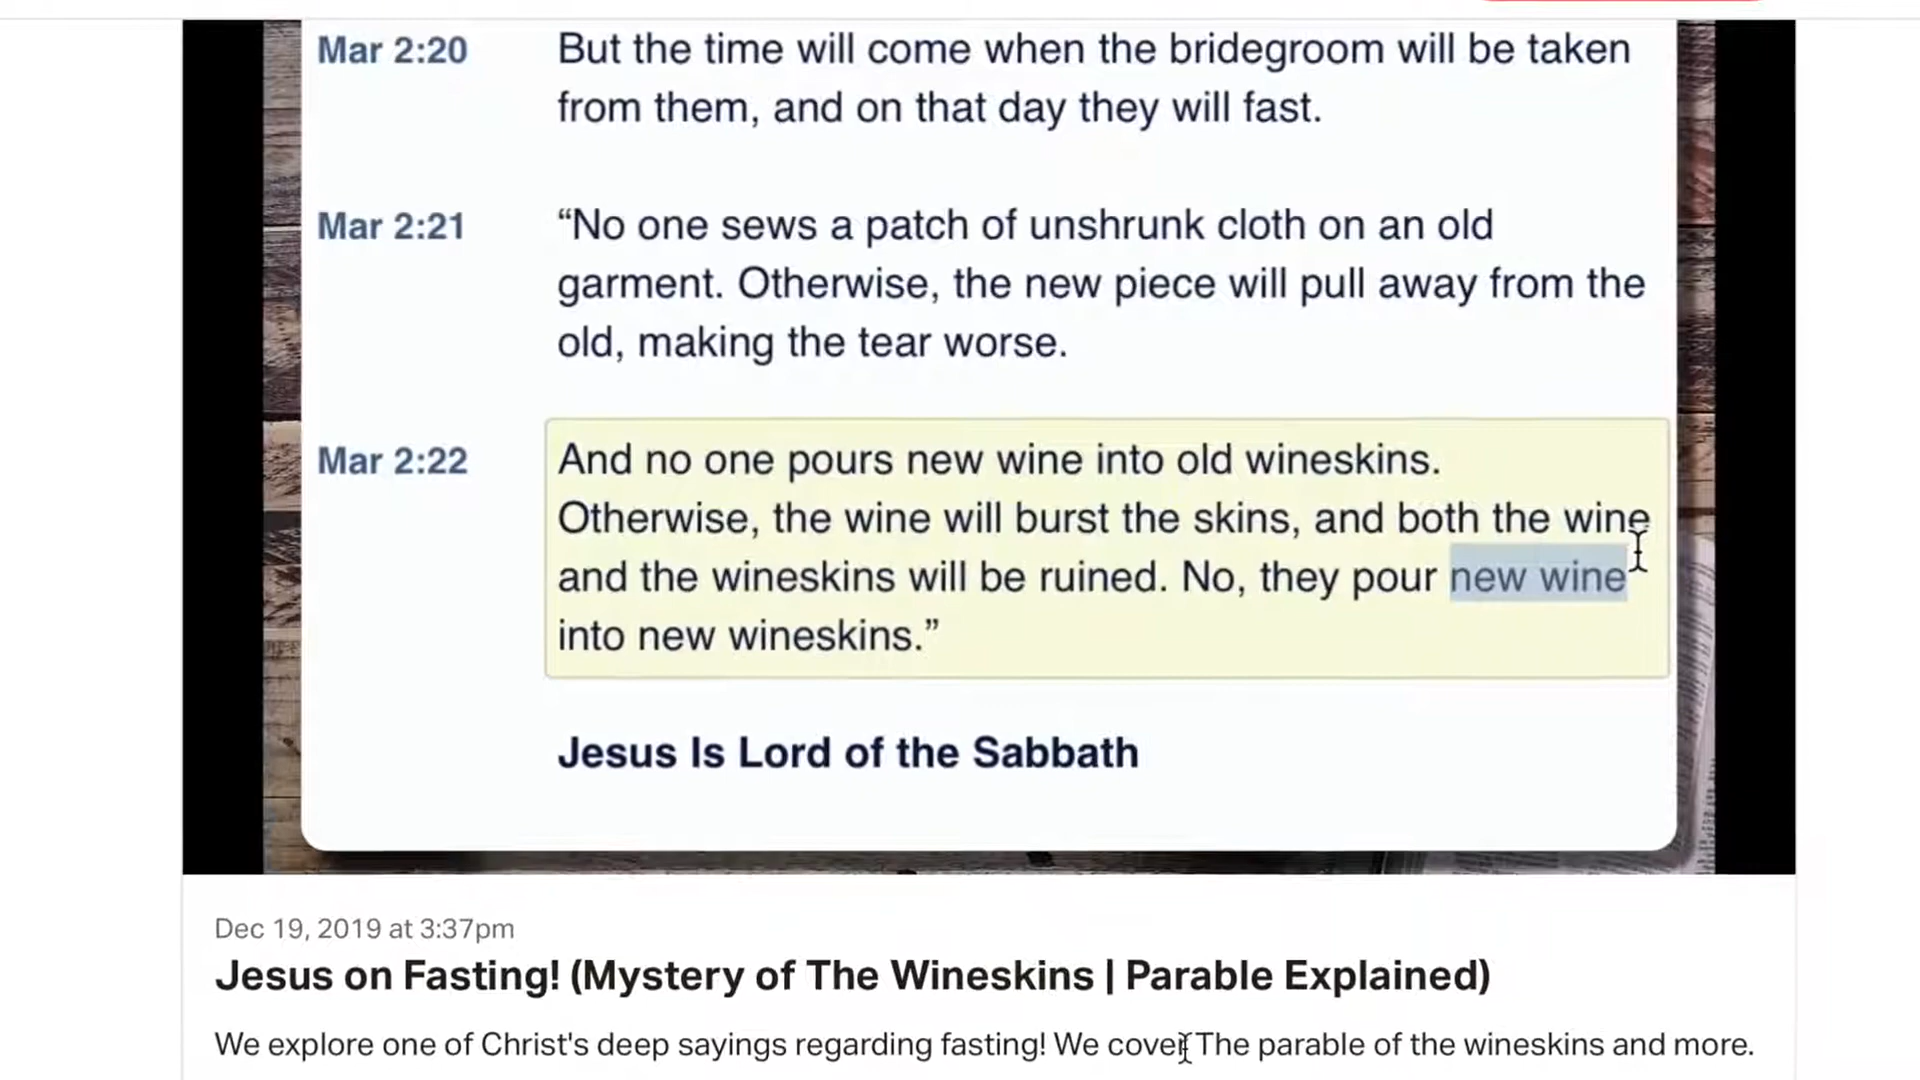 Mar 2:20 But the time will come when the bridegroom will be taken
from them, and on that day they will fast.
Mar 2:21 “No one sews a patch of unshrunk cloth on an old
garment. Otherwise, the new piece will pull away from the
old, making the tear worse.
Mar 2:22 And no one pours new wine into old wineskins.
Otherwise, the wine will burst the skins, and both the wine
and the wineskins will be ruined. No, they pour new wine
into new wineskins.”
Jesus Is Lord of the Sabbath
Dec 19, 2019 at 3:37pm
Jesus on Fasting! (Mystery of The Wineskins | Parable Explained)
We explore one of Christ's deep sayings regarding fasting! We cover The parable of the wineskins and more.